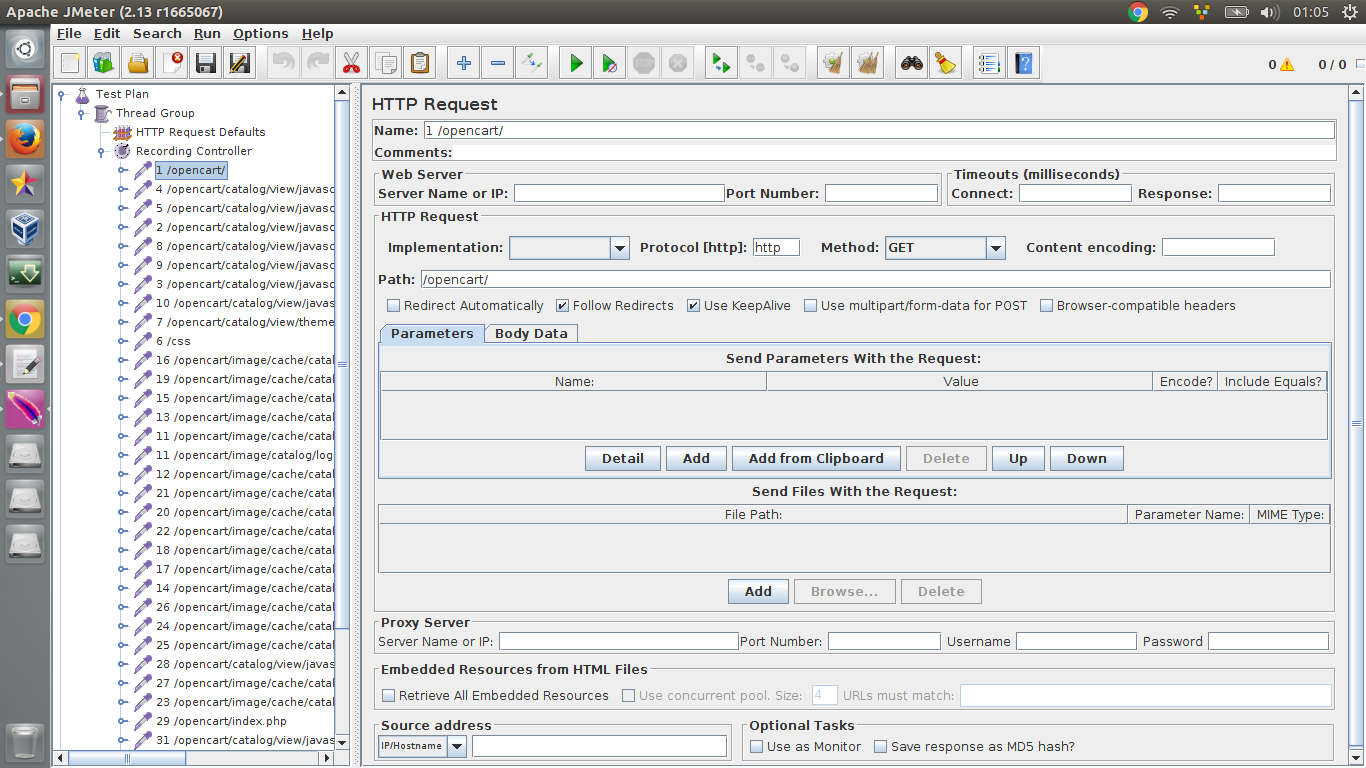 Apache JMeter (2.13 r1665067)
01:05
File Edit Search Run Options Help
0 0 / 0
Test Plan
Thread Group
HTTP Request Defaults
Recording Controller
1 /opencart/
4 /opencart/catalog/view/javasc
5 /opencart/catalog/view/javasc
2 /opencart/catalog/view/javasc
8 /opencart/catalog/view/javasc
9 /opencart/catalog/view/javasc
3 /opencart/catalog/view/javasc
10 /opencart/catalog/view/javas
7 /opencart/catalog/view/theme
6 /css
16 /opencart/image/cache/catal
19 /opencart/image/cache/catal
15 /opencart/image/cache/catal
13 /opencart/image/cache/catal
11 /opencart/image/cache/catal
11 /opencart/image/catalog/log
12 /opencart/image/cache/catal
21 /opencart/image/cache/catal
20 /opencart/image/cache/catal
22 /opencart/image/cache/catal
18 /opencart/image/cache/catal
17 /opencart/image/cache/catal
14 /opencart/image/cache/catal
26 /opencart/image/cache/catal
24 /opencart/image/cache/catal
25 /opencart/image/cache/catal
28 /opencart/catalog/view/javas
27 /opencart/image/cache/catal
23 /opencart/image/cache/catal
29 /opencart/index.php
31 /opencart/catalog/view/javas
HTTP Request
Name: 1 /opencart/
Comments:
Web Server
Server Name or IP: Port Number:
Timeouts (milliseconds)
Connect: Response:
HTTP Request
Implementation: Protocol [http]: http Method: GET Content encoding:
Path: /opencart/
Redirect Automatically Follow Redirects Use KeepAlive Use multipart/form-data for POST Browser-compatible headers
Parameters Body Data
Send Parameters With the Request:
Name: Value Encode? Include Equals?
Detail Add Add from Clipboard Delete Up Down
Send Files With the Request:
File Path: Parameter Name: MIME Type:
Add Browse... Delete
Proxy Server
Server Name or IP: Port Number: Username Password
Embedded Resources from HTML Files
Retrieve All Embedded Resources Use concurrent pool. Size: 4 URLs must match:
Source address
IP/Hostname
Optional Tasks
Use as Monitor Save response as MD5 hash?